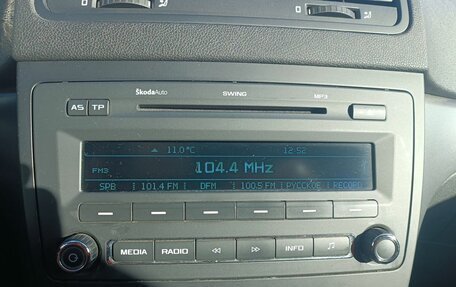 ŠkodaAuto SWING MP3
AS TP
11.0°C 12:52
FM3 104.4 MHz
SPB 101.4 FM DFM 100.5 FM РУССКОЕ RECORD
MEDIA RADIO INFO